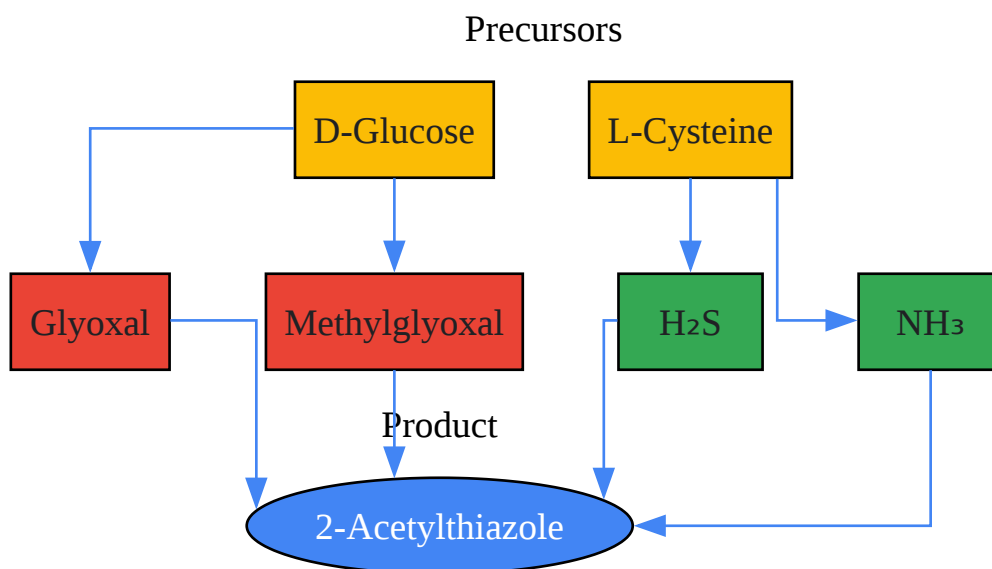 Precursors
D-Glucose
L-Cysteine
Glyoxal
Methylglyoxal
H₂S
NH₃
Product
2-Acetylthiazole